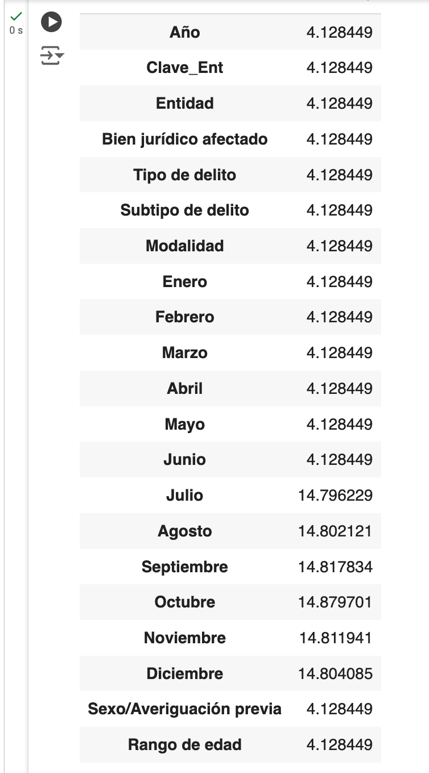 0 s
Año 4.128449
Clave_Ent 4.128449
Entidad 4.128449
Bien jurídico afectado 4.128449
Tipo de delito 4.128449
Subtipo de delito 4.128449
Modalidad 4.128449
Enero 4.128449
Febrero 4.128449
Marzo 4.128449
Abril 4.128449
Mayo 4.128449
Junio 4.128449
Julio 14.796229
Agosto 14.802121
Septiembre 14.817834
Octubre 14.879701
Noviembre 14.811941
Diciembre 14.804085
Sexo/Averiguación previa 4.128449
Rango de edad 4.128449